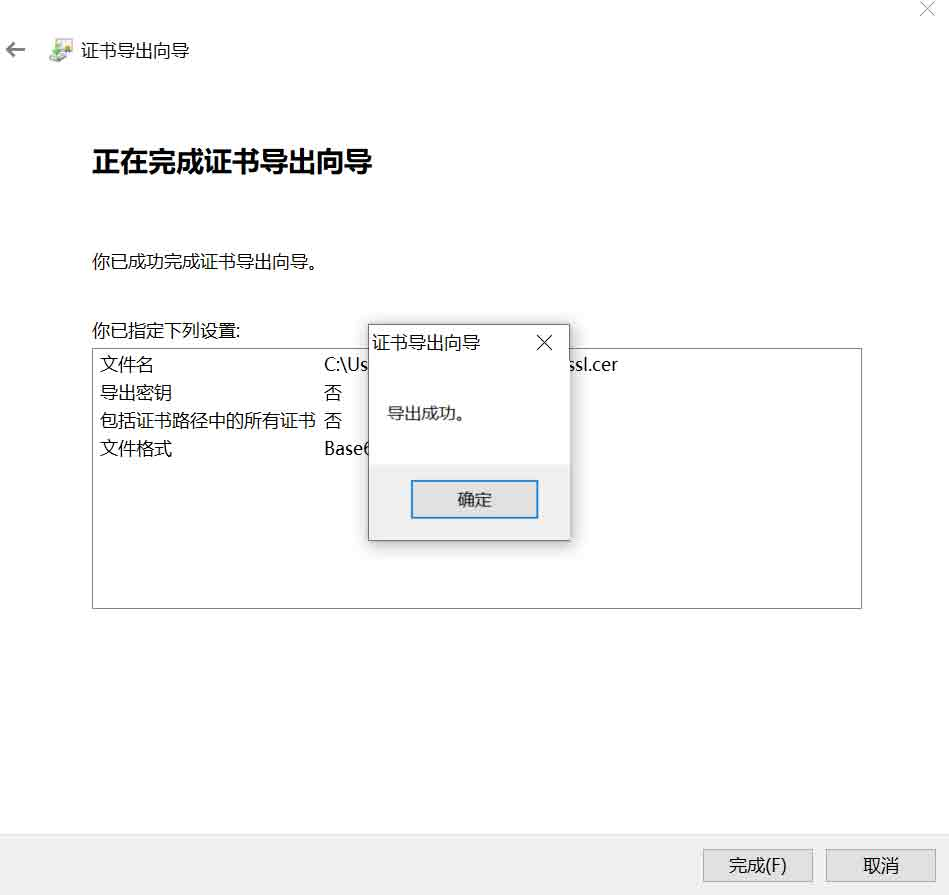 证书导出向导
正在完成证书导出向导
你已成功完成证书导出向导。
你已指定下列设置:
文件名 C:\Us ssl.cer
导出密钥 否
包括证书路径中的所有证书 否
文件格式 Base6
证书导出向导
导出成功。
确定
完成(F) 取消